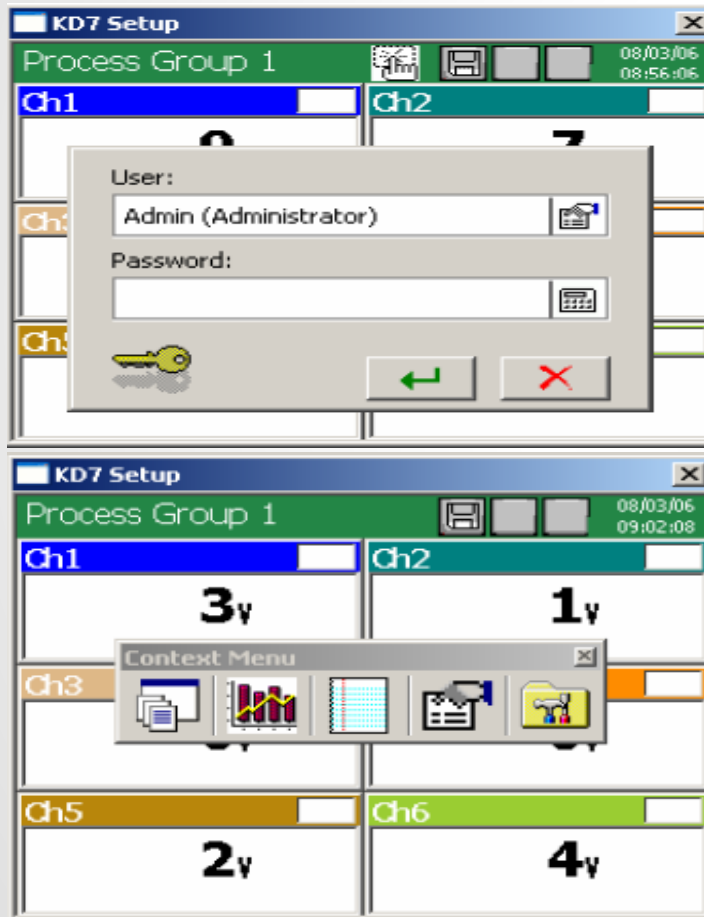 KD7 Setup
Process Group 1
08/03/06
08:56:06
Ch1
Ch2
7
User:
Admin (Administrator)
Ch3
Password:
KD7 Setup
Process Group 1
08/03/06
09:02:08
Ch1
Ch2
3V
1V
Context Menu
Ch3
Ch5
Ch6
2V
4V